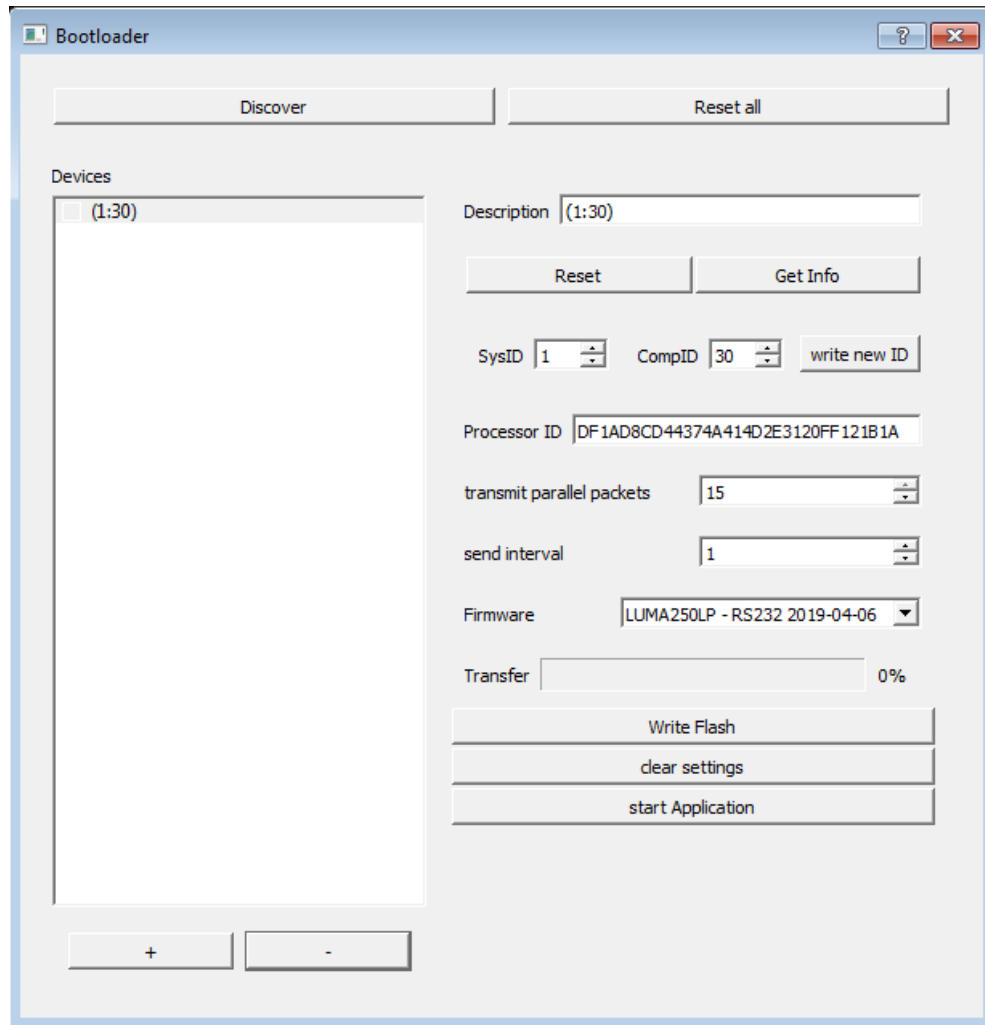 Bootloader
Discover
Reset all
Devices
(1:30)
Description (1:30)
Reset
Get Info
SysID 1 CompID 30 write new ID
Processor ID DF1AD8CD44374A414D2E3120FF121B1A
transmit parallel packets 15
send interval 1
Firmware LUMA250LP - RS232 2019-04-06
Transfer 0%
Write Flash
clear settings
start Application
+
-